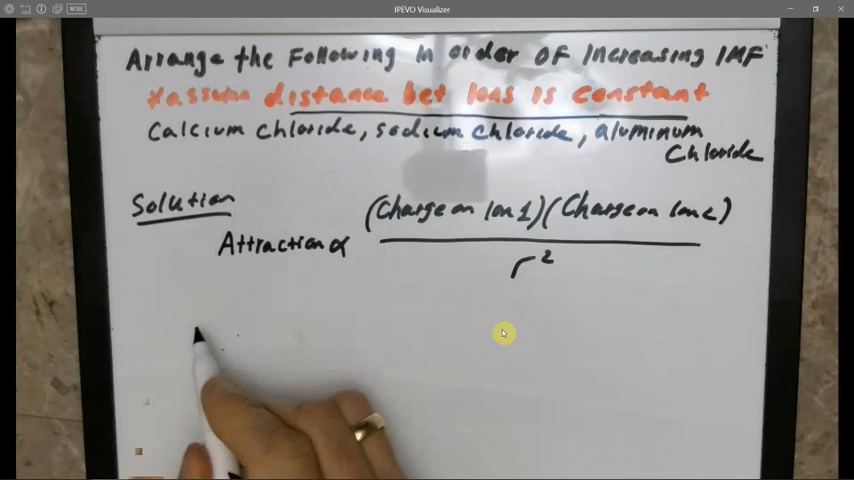 IPEVO Visualizer
Arrange the Following in order of increasing IMF
*assum distance bet ions is constant
Calcium Chloride, sodium chloride, aluminum
Chloride
Solution
(Charge on ion 1)(Charge on ion 2)
Attraction ∝
r²